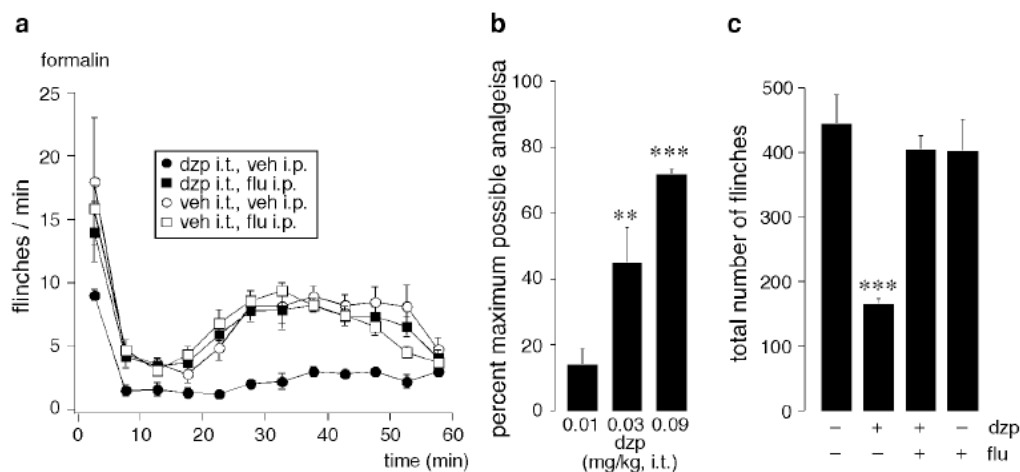 a
formalin
25
20
15
10
5
0
flinches / min
dzp i.t., veh i.p.
dzp i.t., flu i.p.
veh i.t., veh i.p.
veh i.t., flu i.p.
0 10 20 30 40 50 60
time (min)
b
percent maximum possible analgeisa
100
80
60
40
20
0
**
***
0.01 0.03 0.09
dzp
(mg/kg, i.t.)
c
total number of flinches
500
400
300
200
100
0
***
– + + – dzp
– – + + flu